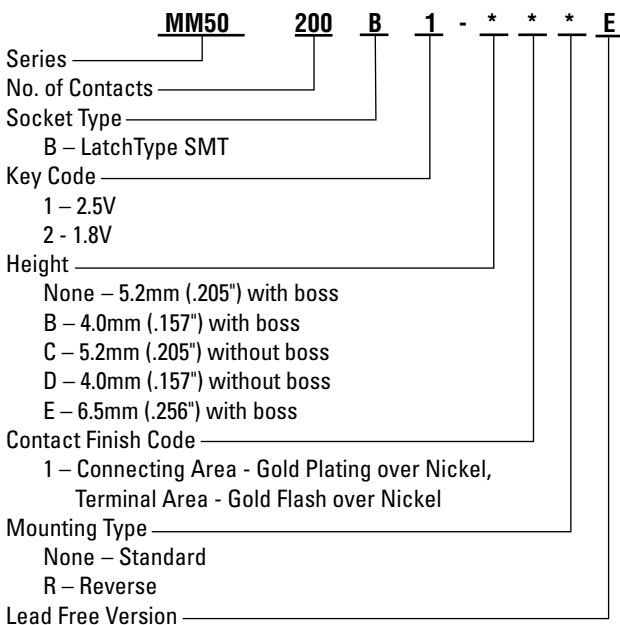 MM50 200 B 1 - * * * E
Series
No. of Contacts
Socket Type
B – LatchType SMT
Key Code
1 – 2.5V
2 - 1.8V
Height
None – 5.2mm (.205") with boss
B – 4.0mm (.157") with boss
C – 5.2mm (.205") without boss
D – 4.0mm (.157") without boss
E – 6.5mm (.256") with boss
Contact Finish Code
1 – Connecting Area - Gold Plating over Nickel,
Terminal Area - Gold Flash over Nickel
Mounting Type
None – Standard
R – Reverse
Lead Free Version